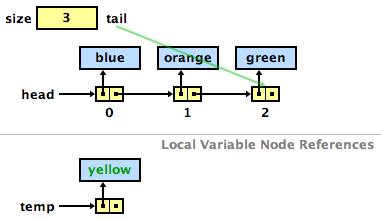 size 3 tail
blue orange green
head
0 1 2
Local Variable Node References
yellow
temp